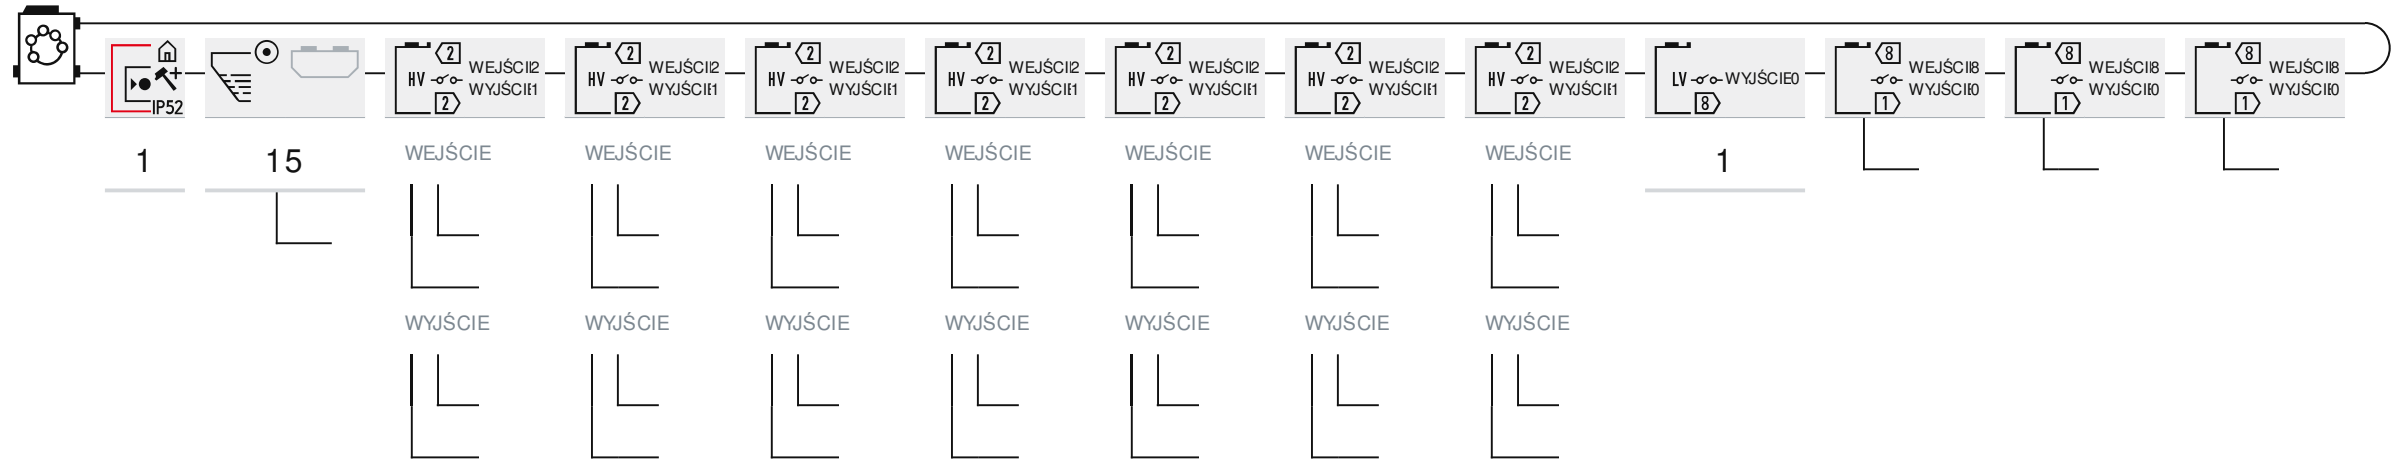 2 2 2 2 2 2 2 8 8 8
HV WEJŚCIE2 HV WEJŚCIE2 HV WEJŚCIE2 HV WEJŚCIE2 HV WEJŚCIE2 HV WEJŚCIE2 HV WEJŚCIE2 LV WYJŚCIE0 WEJŚCIE8 WEJŚCIE8 WEJŚCIE8
WYJŚCIE1 WYJŚCIE1 WYJŚCIE1 WYJŚCIE1 WYJŚCIE1 WYJŚCIE1 WYJŚCIE1 WYJŚCIE0 WYJŚCIE0 WYJŚCIE0
IP52 2 2 2 2 2 2 2 8 1 1 1
1 15 WEJŚCIE WEJŚCIE WEJŚCIE WEJŚCIE WEJŚCIE WEJŚCIE WEJŚCIE 1
WYJŚCIE WYJŚCIE WYJŚCIE WYJŚCIE WYJŚCIE WYJŚCIE WYJŚCIE